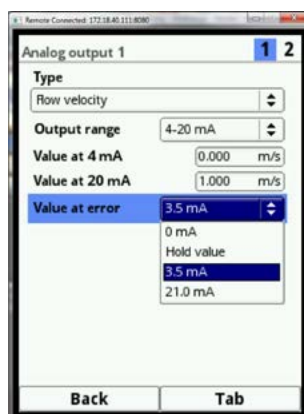 Remote Connected: 172.18.40.111:8080
Analog output 1 1 2
Type
Flow velocity
Output range 4-20 mA
Value at 4 mA 0.000 m/s
Value at 20 mA 1.000 m/s
Value at error 3.5 mA
0 mA
Hold value
3.5 mA
21.0 mA
Back Tab